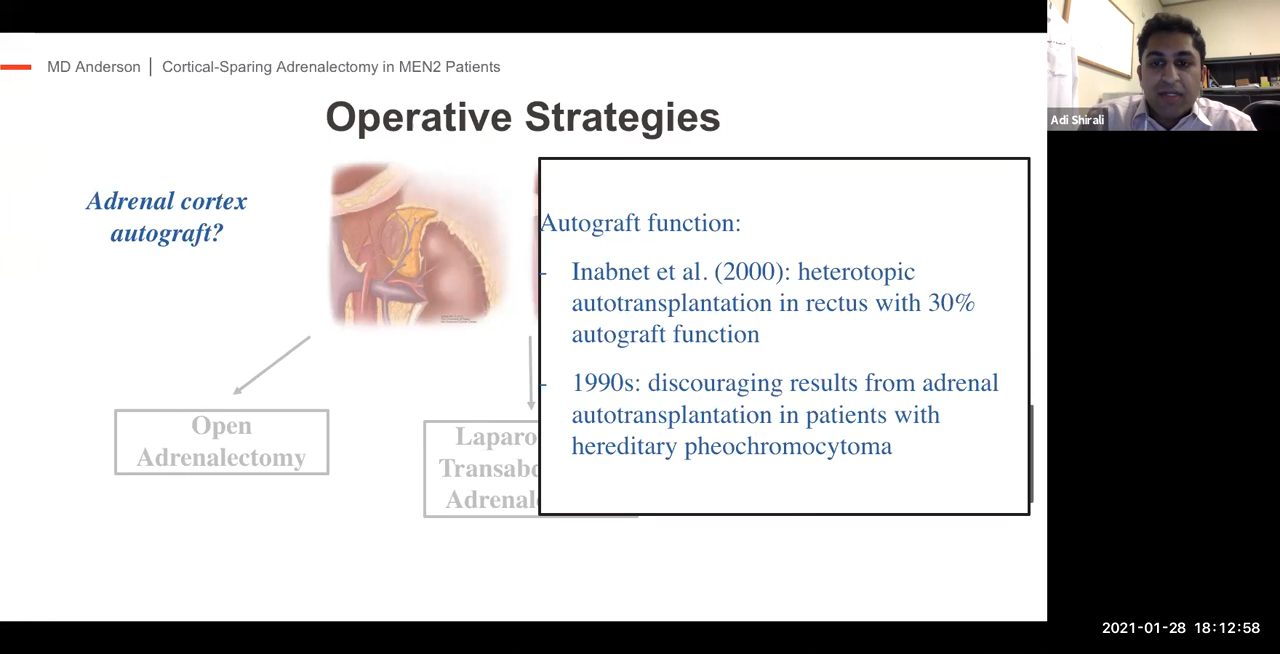 MD Anderson | Cortical-Sparing Adrenalectomy in MEN2 Patients
Operative Strategies
Adrenal cortex
autograft?
Autograft function:
- Inabnet et al. (2000): heterotopic
autotransplantation in rectus with 30%
autograft function
- 1990s: discouraging results from adrenal
autotransplantation in patients with
hereditary pheochromocytoma
Open
Adrenalectomy
Laparo
Transabd
Adrenale
Adi Shirali
2021-01-28 18:12:58